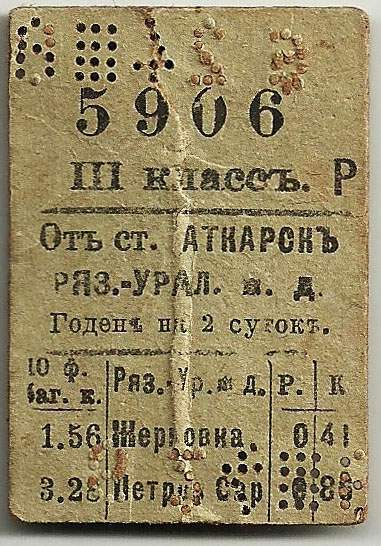 5906
III классъ. Р
Отъ ст. АТКАРСКЪ
РЯЗ.-УРАЛ. ж. д.
Годенъ на 2 сутокъ.
10 ф. Ряз.-Ур. ж д. Р. К
баг. к.
1.56 Жерновка. 0 41
3.28 Петров Сар 0